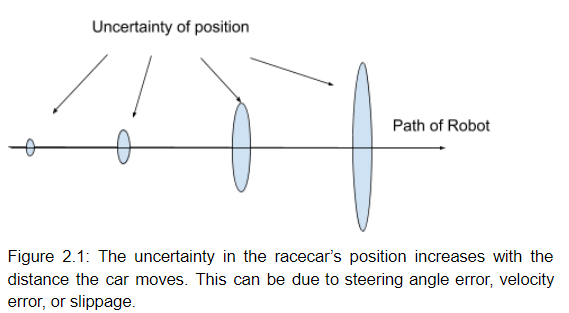 Uncertainty of position
Path of Robot
Figure 2.1: The uncertainty in the racecar's position increases with the
distance the car moves. This can be due to steering angle error, velocity
error, or slippage.